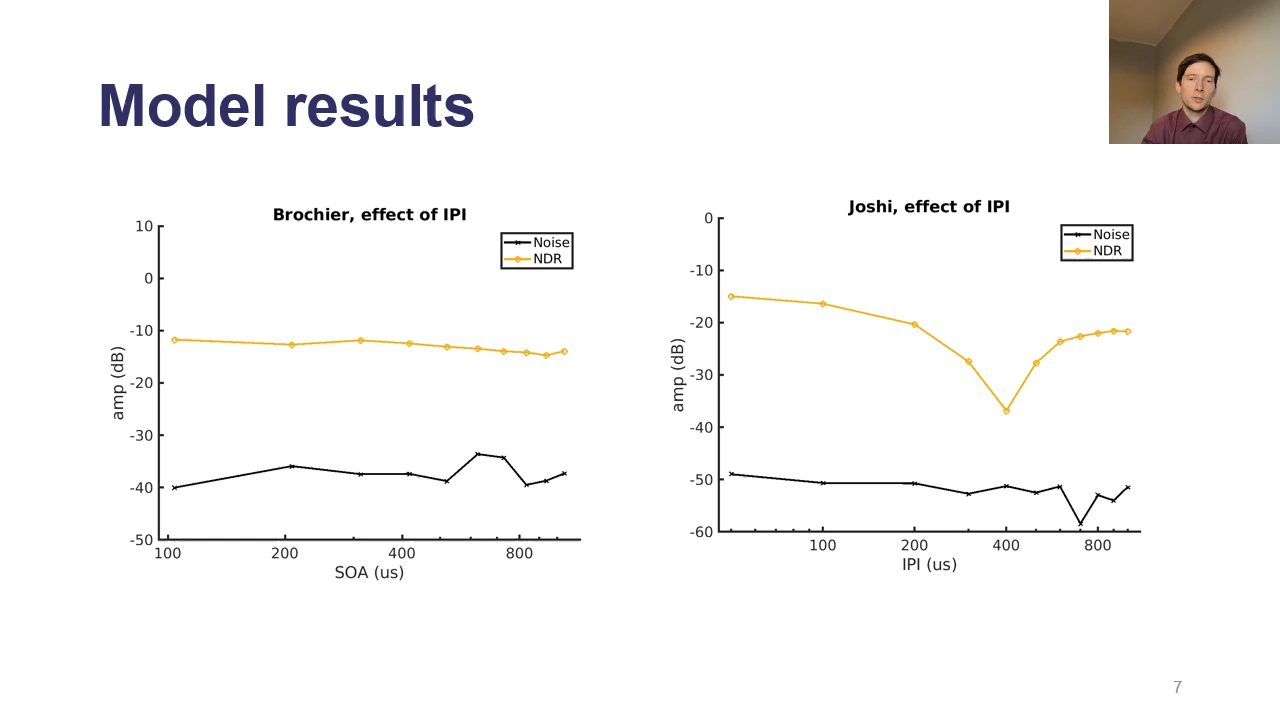 Model results
Brochier, effect of IPI
Noise
NDR
amp (dB)
10
0
-10
-20
-30
-40
-50
100 200 400 800
SOA (us)
Joshi, effect of IPI
Noise
NDR
amp (dB)
0
-10
-20
-30
-40
-50
-60
100 200 400 800
IPI (us)
7